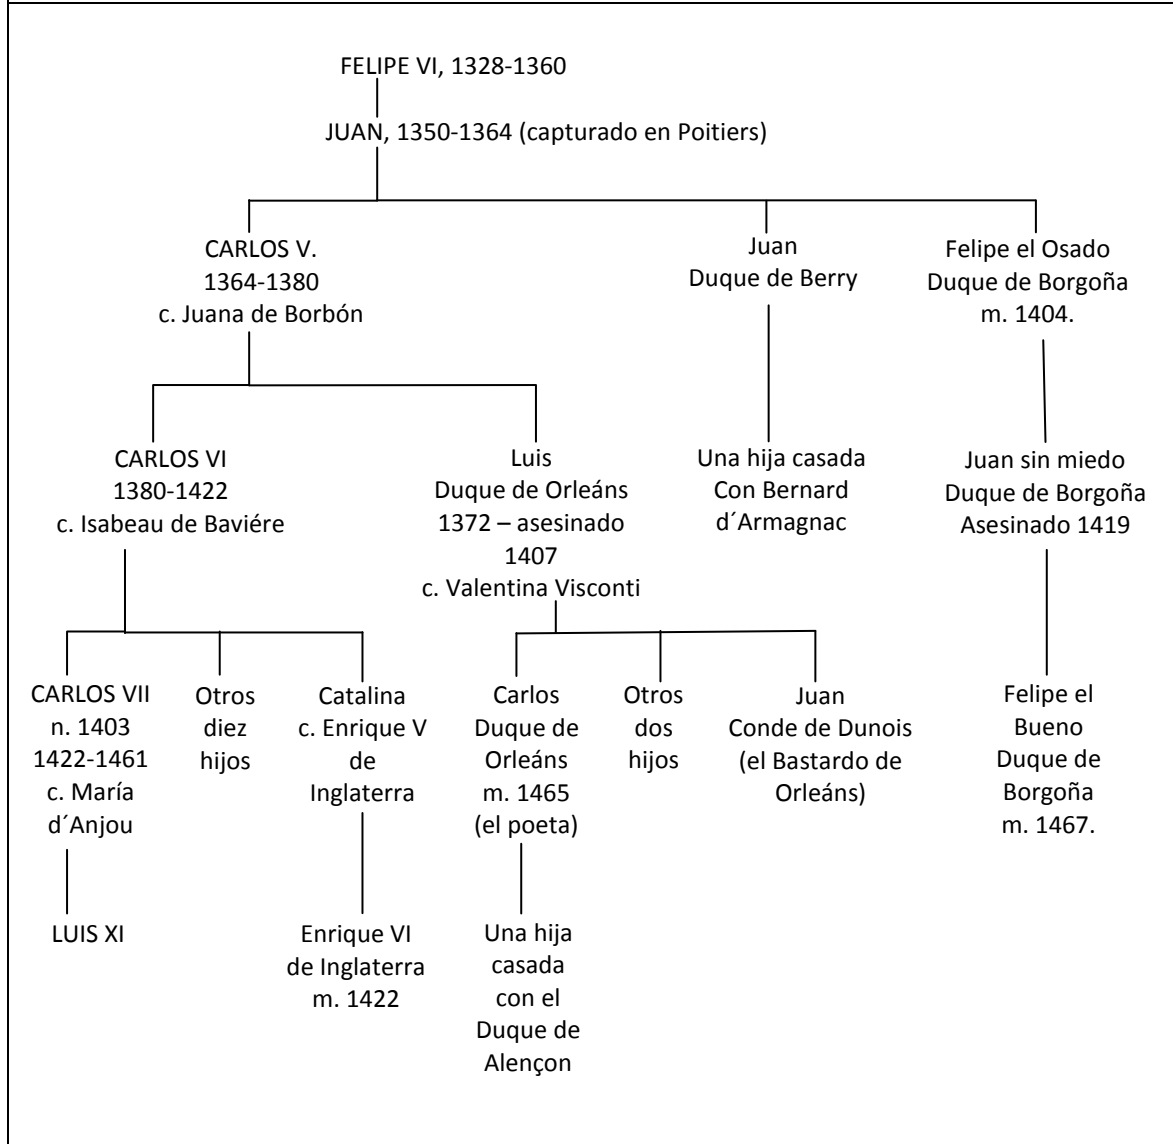 FELIPE VI, 1328-1360
JUAN, 1350-1364 (capturado en Poitiers)
CARLOS V.
1364-1380
c. Juana de Borbón
Juan
Duque de Berry
Felipe el Osado
Duque de Borgoña
m. 1404.
CARLOS VI
1380-1422
c. Isabeau de Baviére
Luis
Duque de Orleáns
1372 – asesinado
1407
c. Valentina Visconti
Una hija casada
Con Bernard
d´Armagnac
Juan sin miedo
Duque de Borgoña
Asesinado 1419
CARLOS VII
n. 1403
1422-1461
c. María
d´Anjou
Otros
diez
hijos
Catalina
c. Enrique V
de
Inglaterra
Carlos
Duque de
Orleáns
m. 1465
(el poeta)
Otros
dos
hijos
Juan
Conde de Dunois
(el Bastardo de
Orleáns)
Felipe el
Bueno
Duque de
Borgoña
m. 1467.
LUIS XI
Enrique VI
de Inglaterra
m. 1422
Una hija
casada
con el
Duque de
Alençon